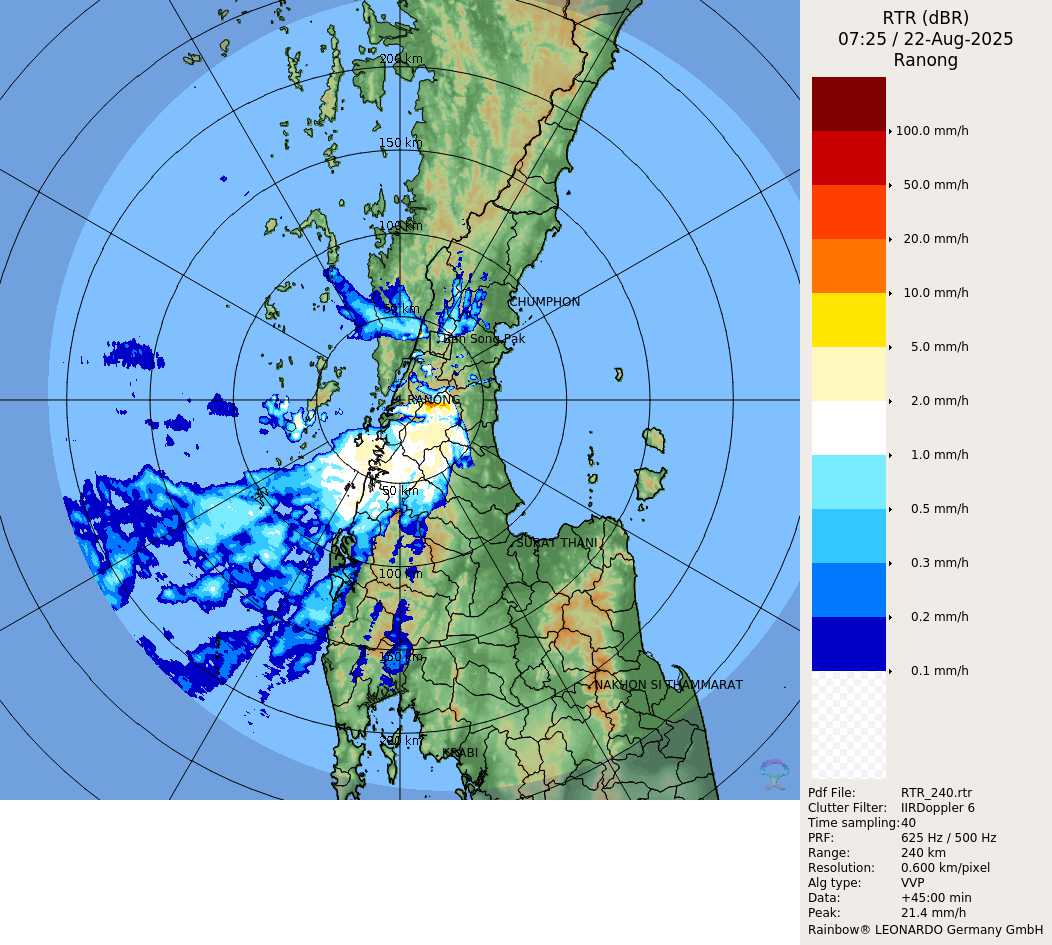 RTR (dBR)
07:25 / 22-Aug-2025
Ranong
200 km
150 km
100 km
50 km
CHUMPHON
Ban Song Pak
RANONG
50 km
100 km
SURAT THANI
150 km
NAKHON SI THAMMARAT
200 km
KRABI
100.0 mm/h
50.0 mm/h
20.0 mm/h
10.0 mm/h
5.0 mm/h
2.0 mm/h
1.0 mm/h
0.5 mm/h
0.3 mm/h
0.2 mm/h
0.1 mm/h
Pdf File: RTR_240.rtr
Clutter Filter: IIRDoppler 6
Time sampling:40
PRF: 625 Hz / 500 Hz
Range: 240 km
Resolution: 0.600 km/pixel
Alg type: VVP
Data: +45:00 min
Peak: 21.4 mm/h
Rainbow® LEONARDO Germany GmbH